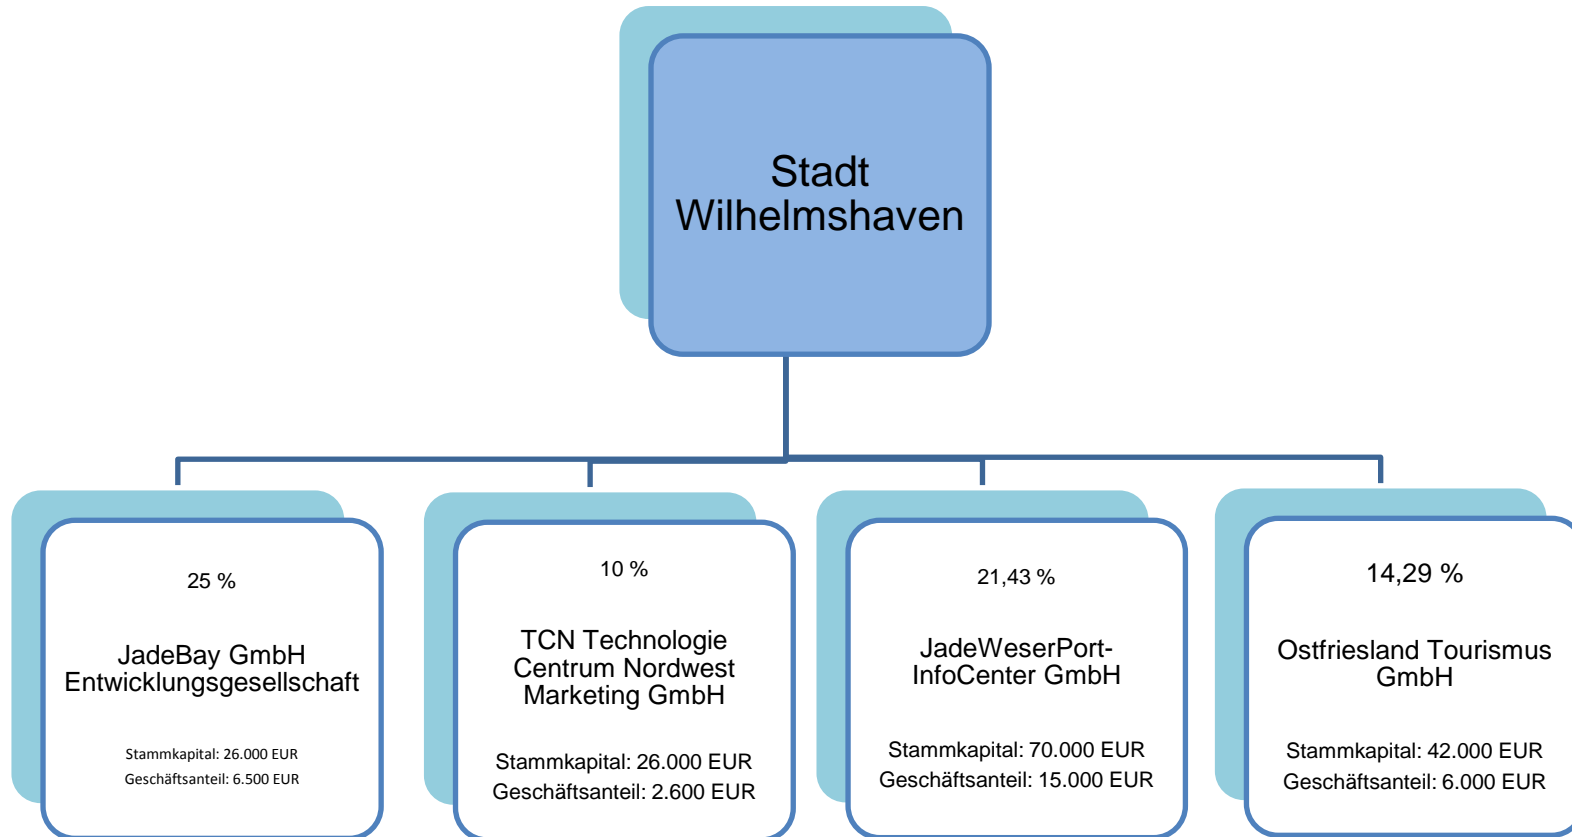 Stadt
Wilhelmshaven
25 %
JadeBay GmbH
Entwicklungsgesellschaft
Stammkapital: 26.000 EUR
Geschäftsanteil: 6.500 EUR
10 %
TCN Technologie
Centrum Nordwest
Marketing GmbH
Stammkapital: 26.000 EUR
Geschäftsanteil: 2.600 EUR
21,43 %
JadeWeserPort-
InfoCenter GmbH
Stammkapital: 70.000 EUR
Geschäftsanteil: 15.000 EUR
14,29 %
Ostfriesland Tourismus
GmbH
Stammkapital: 42.000 EUR
Geschäftsanteil: 6.000 EUR